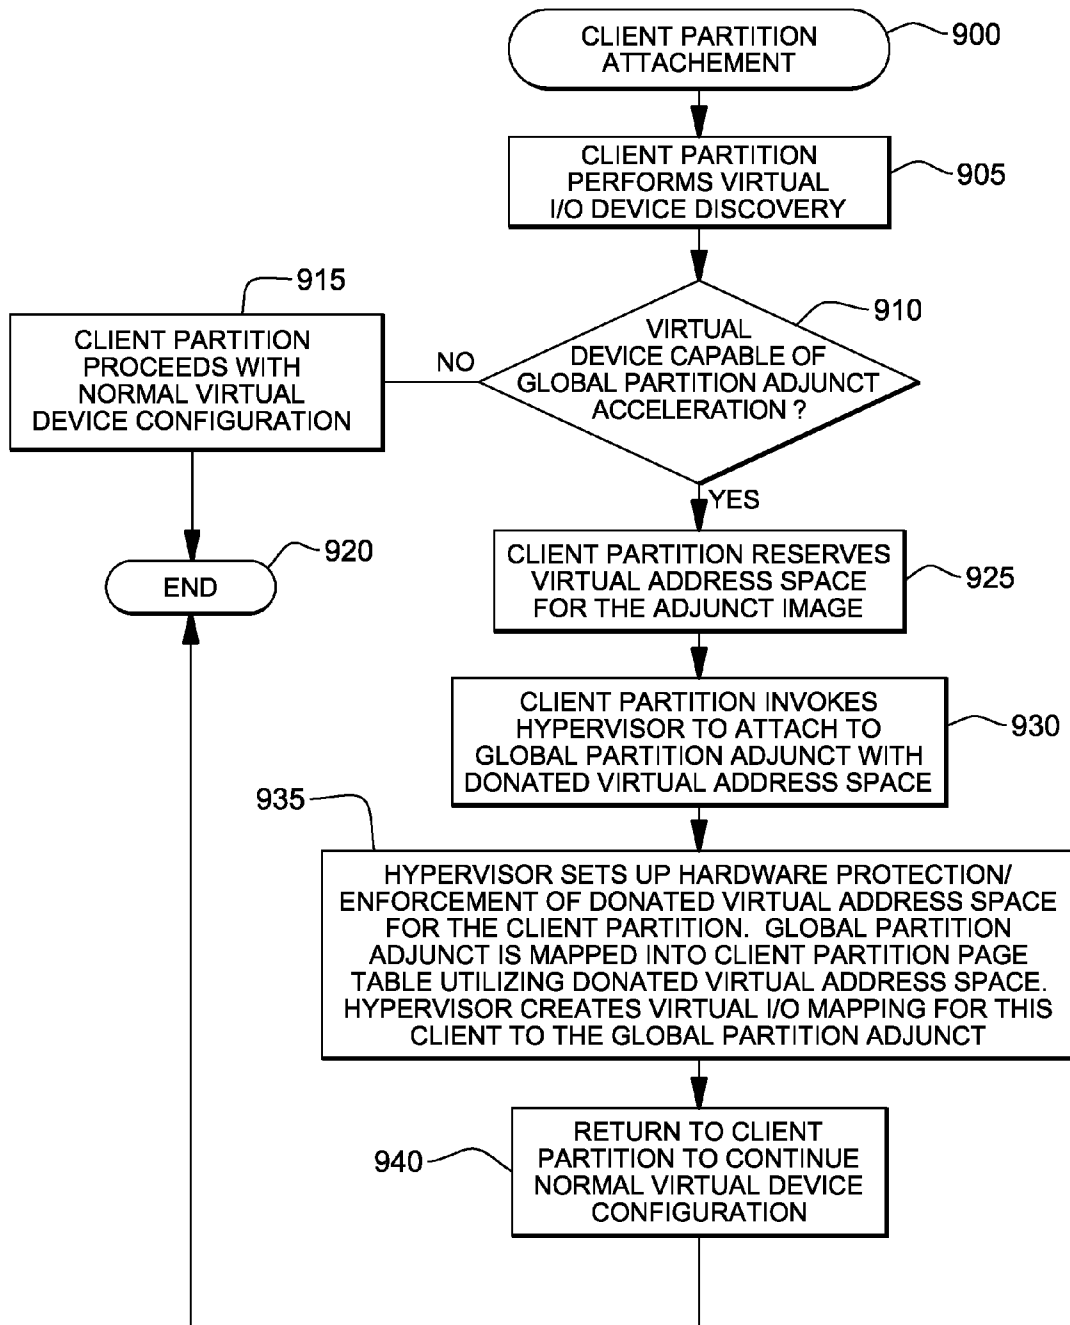 CLIENT PARTITION
ATTACHEMENT
900
CLIENT PARTITION
PERFORMS VIRTUAL
I/O DEVICE DISCOVERY
905
VIRTUAL
DEVICE CAPABLE OF
GLOBAL PARTITION ADJUNCT
ACCELERATION ?
910
NO
915
CLIENT PARTITION
PROCEEDS WITH
NORMAL VIRTUAL
DEVICE CONFIGURATION
END
920
YES
CLIENT PARTITION RESERVES
VIRTUAL ADDRESS SPACE
FOR THE ADJUNCT IMAGE
925
CLIENT PARTITION INVOKES
HYPERVISOR TO ATTACH TO
GLOBAL PARTITION ADJUNCT WITH
DONATED VIRTUAL ADDRESS SPACE
930
935
HYPERVISOR SETS UP HARDWARE PROTECTION/
ENFORCEMENT OF DONATED VIRTUAL ADDRESS SPACE
FOR THE CLIENT PARTITION. GLOBAL PARTITION
ADJUNCT IS MAPPED INTO CLIENT PARTITION PAGE
TABLE UTILIZING DONATED VIRTUAL ADDRESS SPACE.
HYPERVISOR CREATES VIRTUAL I/O MAPPING FOR THIS
CLIENT TO THE GLOBAL PARTITION ADJUNCT
940
RETURN TO CLIENT
PARTITION TO CONTINUE
NORMAL VIRTUAL DEVICE
CONFIGURATION